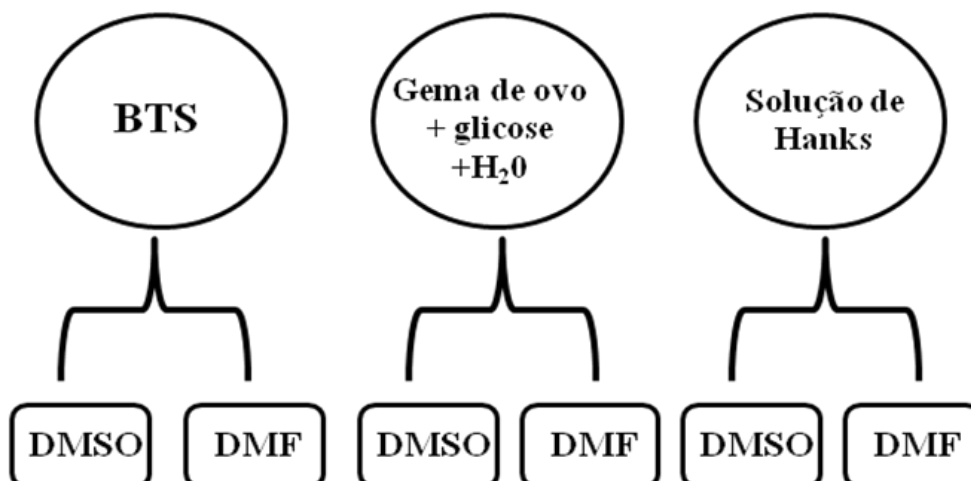 BTS
Gema de ovo
+ glicose
+H₂0
Solução de
Hanks
DMSO
DMF
DMSO
DMF
DMSO
DMF